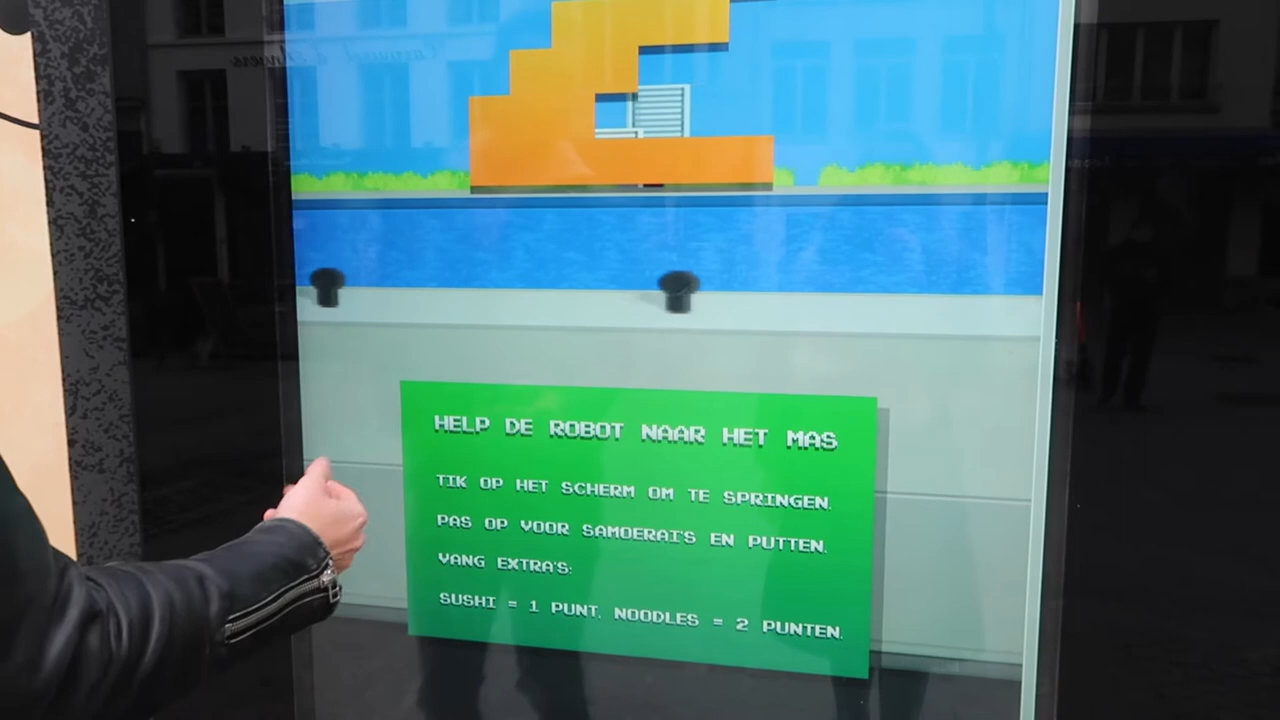 HELP DE ROBOT NAAR HET MAS
TIK OP HET SCHERM OM TE SPRINGEN.
PAS OP VOOR SAMOERAI'S EN PUTTEN.
VANG EXTRA'S:
SUSHI = 1 PUNT. NOODLES = 2 PUNTEN.